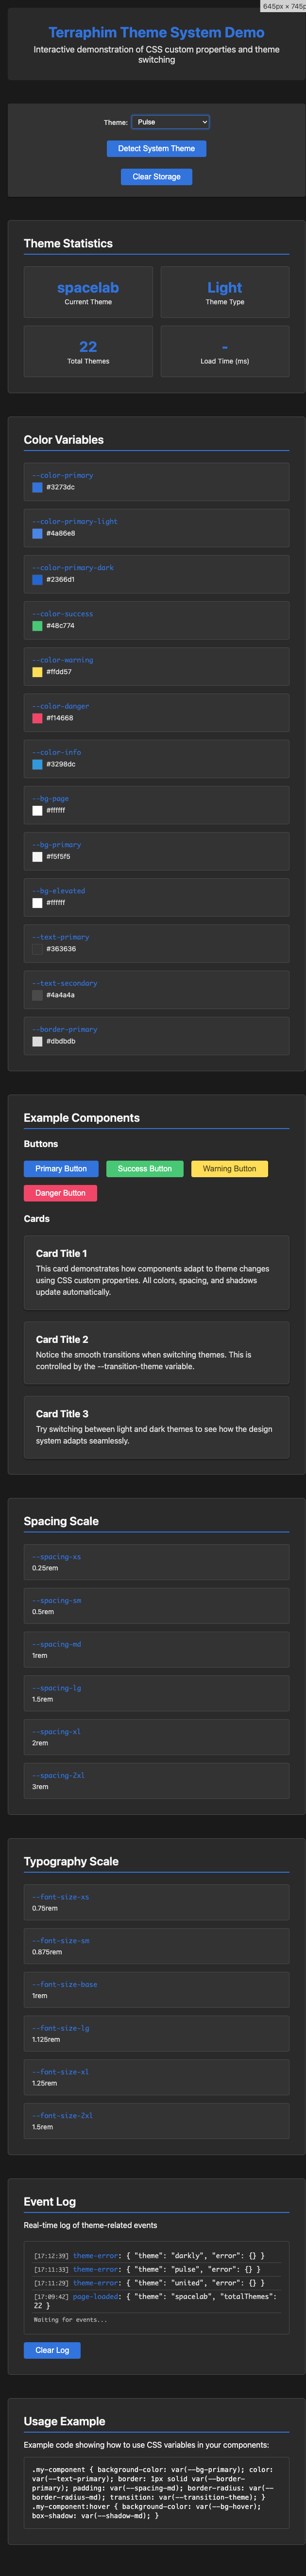 645px × 745p
Terraphim Theme System Demo
Interactive demonstration of CSS custom properties and theme
switching
Theme: Pulse
Detect System Theme
Clear Storage
Theme Statistics
spacelab Light
Current Theme Theme Type
22 -
Total Themes Load Time (ms)
Color Variables
--color-primary
#3273dc
--color-primary-light
#4a86e8
--color-primary-dark
#2366d1
--color-success
#48c774
--color-warning
#ffdd57
--color-danger
#f14668
--color-info
#3298dc
--bg-page
#ffffff
--bg-primary
#f5f5f5
--bg-elevated
#ffffff
--text-primary
#363636
--text-secondary
#4a4a4a
--border-primary
#dbdbdb
Example Components
Buttons
Primary Button Success Button Warning Button
Danger Button
Cards
Card Title 1
This card demonstrates how components adapt to theme changes
using CSS custom properties. All colors, spacing, and shadows
update automatically.
Card Title 2
Notice the smooth transitions when switching themes. This is
controlled by the --transition-theme variable.
Card Title 3
Try switching between light and dark themes to see how the design
system adapts seamlessly.
Spacing Scale
--spacing-xs
0.25rem
--spacing-sm
0.5rem
--spacing-md
1rem
--spacing-lg
1.5rem
--spacing-xl
2rem
--spacing-2xl
3rem
Typography Scale
--font-size-xs
0.75rem
--font-size-sm
0.875rem
--font-size-base
1rem
--font-size-lg
1.125rem
--font-size-xl
1.25rem
--font-size-2xl
1.5rem
Event Log
Real-time log of theme-related events
[17:12:39] theme-error: { "theme": "darkly", "error": {} }
[17:11:33] theme-error: { "theme": "pulse", "error": {} }
[17:11:29] theme-error: { "theme": "united", "error": {} }
[17:09:42] page-loaded: { "theme": "spacelab", "totalThemes":
22 }
Waiting for events...
Clear Log
Usage Example
Example code showing how to use CSS variables in your components:
.my-component { background-color: var(--bg-primary); color:
var(--text-primary); border: 1px solid var(--border-
primary); padding: var(--spacing-md); border-radius: var(--
border-radius-md); transition: var(--transition-theme); }
.my-component:hover { background-color: var(--bg-hover);
box-shadow: var(--shadow-md); }